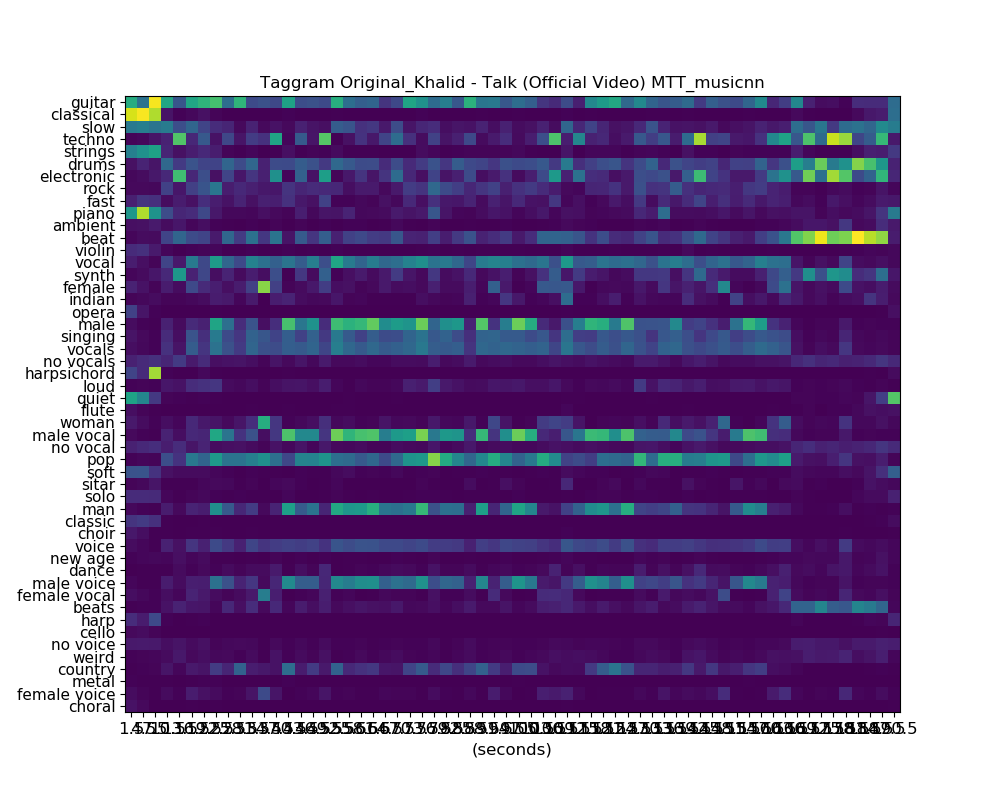 Taggram Original_Khalid - Talk (Official Video) MTT_musicnn
guitar
classical
slow
techno
strings
drums
electronic
rock
fast
piano
ambient
beat
violin
vocal
synth
female
indian
opera
male
singing
vocals
no vocals
harpsichord
loud
quiet
flute
woman
male vocal
no vocal
pop
soft
sitar
solo
man
classic
choir
voice
new age
dance
male voice
female vocal
beats
harp
cello
no voice
weird
country
metal
female voice
choral
(seconds)